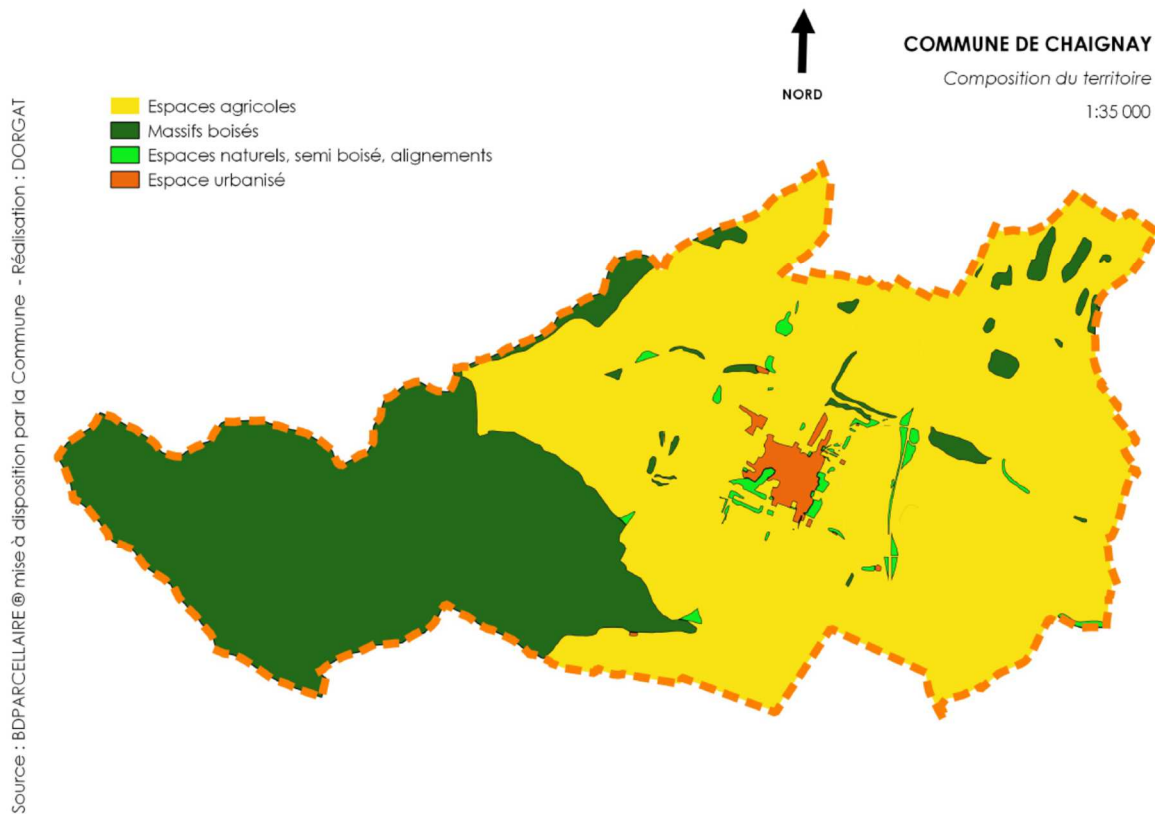 COMMUNE DE CHAIGNAY
Composition du territoire
1:35 000
NORD
Espaces agricoles
Massifs boisés
Espaces naturels, semi boisé, alignements
Espace urbanisé
Source : BDPARCELLAIRE® mise à disposition par la Commune - Réalisation : DORGAT